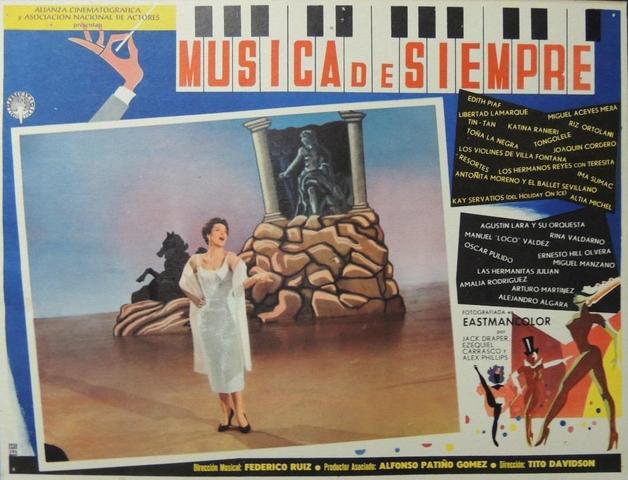 ALIANZA CINEMATOGRAFICA
y ASOCIACION NACIONAL DE ACTORES
presentan
MUSICA DE SIEMPRE
EDITH PIAF
LIBERTAD LAMARQUE
MIGUEL ACEVES MERA
TIN-TAN
KATINA RANIERI
RIZ ORTOLANI
TOÑA LA NEGRA
TONGOLELE
JOAQUIN CORDERO
LOS VIOLINES DE VILLA FONTANA
RESORTES
LOS HERMANOS REYES CON TERESITA
IMA SUMAC
ANTOÑITA MORENO Y EL BALLET SEVILLANO
KAY SERVATIOS (DEL HOLIDAY ON ICE)
ALTIA MICHEL
AGUSTIN LARA Y SU ORQUESTA
MANUEL "LOCO" VALDEZ
RINA VALDARNO
OSCAR PULIDO
ERNESTO HILL OLVERA
MIGUEL MANZANO
LAS HERMANITAS JULIAN
AMALIA RODRIGUEZ
ARTURO MARTINEZ
ALEJANDRO ALGARA
FOTOGRAFIADA en
EASTMANCOLOR
por
JACK DRAPER,
EZEQUIEL
CARRASCO Y
ALEX PHILLIPS
Dirección Musical: FEDERICO RUIZ ● Productor Asociado: ALFONSO PATIÑO GOMEZ ● Dirección: TITO DAVIDSON